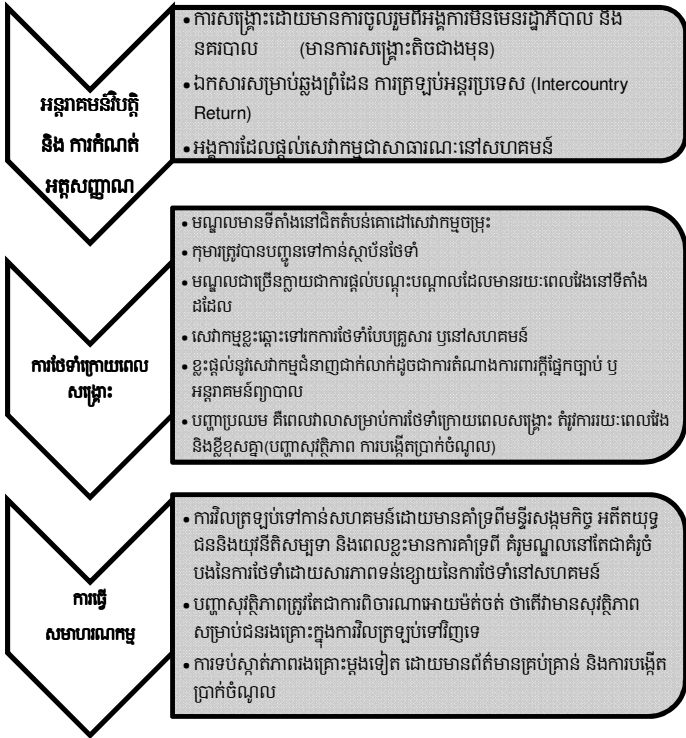 • ការសង្គ្រោះដោយមានការចូលរួមពីអង្គការមិនមែនរដ្ឋាភិបាល និង
នគរបាល (មានការសង្គ្រោះតិចជាងមុន)
• ឯកសារសម្រាប់ឆ្លងព្រំដែន ការត្រឡប់អន្តរប្រទេស (Intercountry
Return)
• អង្គការដែលផ្តល់សេវាកម្មជាសាធារណៈនៅសហគមន៍
អន្តរាគមន៍វិបត្តិ
និង ការកំណត់
អត្តសញ្ញាណ
• មណ្ឌលមានទីតាំងនៅជិតតំបន់គោដៅសេវាកម្មចម្រុះ
• កុមារត្រូវបានបញ្ជូនទៅកាន់ស្ថាប័នថែទាំ
• មណ្ឌលជាច្រើនក្លាយជាការផ្តល់បណ្តុះបណ្តាលដែលមានរយៈពេលវែងនៅទីតាំង
ដដែល
• សេវាកម្មខ្លះឆ្ពោះទៅរកការថែទាំបែបគ្រួសារ ឫនៅសហគមន៍
• ខ្លះផ្តល់នូវសេវាកម្មជំនាញជាក់លាក់ដូចជាការតំណាងការពារក្តីផ្នែកច្បាប់ ឫ
អន្តរាគមន៍ព្យាបាល
• បញ្ហាប្រឈម គឺពេលវាលាសម្រាប់ការថែទាំក្រោយពេលសង្គ្រោះ តំរូវការរយៈពេលវែង
និងខ្លីខុសគ្នា(បញ្ហាសុវត្ថិភាព ការបង្កើតប្រាក់ចំណូល)
ការថែទាំក្រោយពេល
សង្គ្រោះ
• ការវិលត្រឡប់ទៅកាន់សហគមន៍ដោយមានគាំទ្រពីមន្ទីរសង្គមកិច្ច អតីតយុទ្ធ
ជននិងយុវនីតិសម្បទា និងពេលខ្លះមានការគាំទ្រពី គំរូមណ្ឌលនៅតែជាគំរូចំ
បងនៃការថែទាំដោយសារភាពទន់ខ្សោយនៃការថែទាំនៅសហគមន៍
• បញ្ហាសុវត្ថិភាពត្រូវតែជាការពិចារណាអោយម៉ត់ចត់ ថាតើវាមានសុវត្ថិភាព
សម្រាប់ជនរងគ្រោះក្នុងការវិលត្រឡប់ទៅវិញទេ
• ការទប់ស្កាត់ភាពរងគ្រោះម្តងទៀត ដោយមានព័ត៌មានគ្រប់គ្រាន់ និងការបង្កើត
ប្រាក់ចំណូល
ការធ្វើ
សមាហរណកម្ម